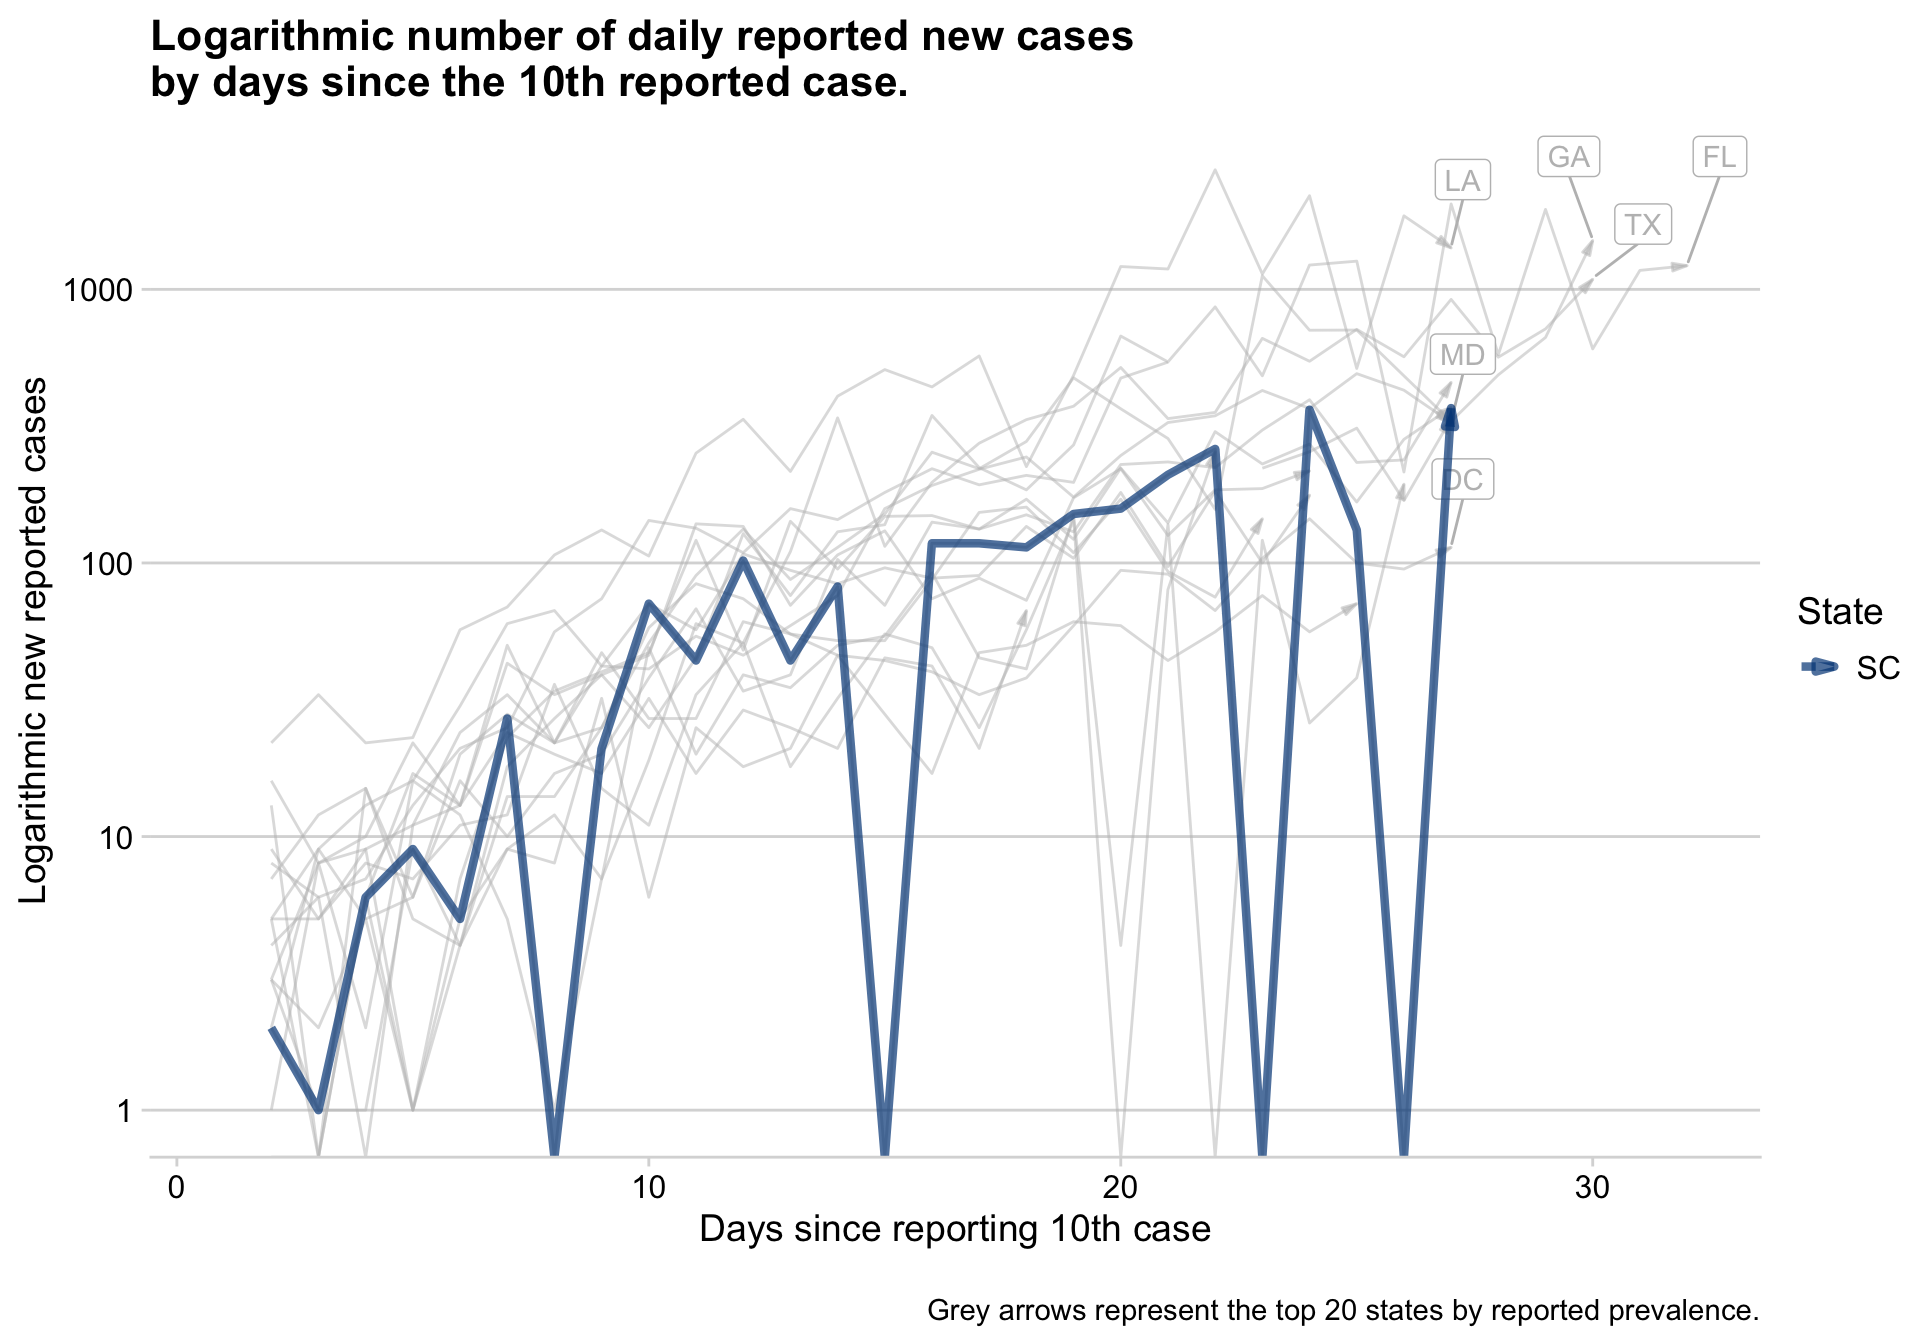 Logarithmic number of daily reported new cases
by days since the 10th reported case.
GA
FL
LA
TX
1000
MD
DC
100
10
1
Logarithmic new reported cases
State
SC
0
10
20
30
Days since reporting 10th case
Grey arrows represent the top 20 states by reported prevalence.